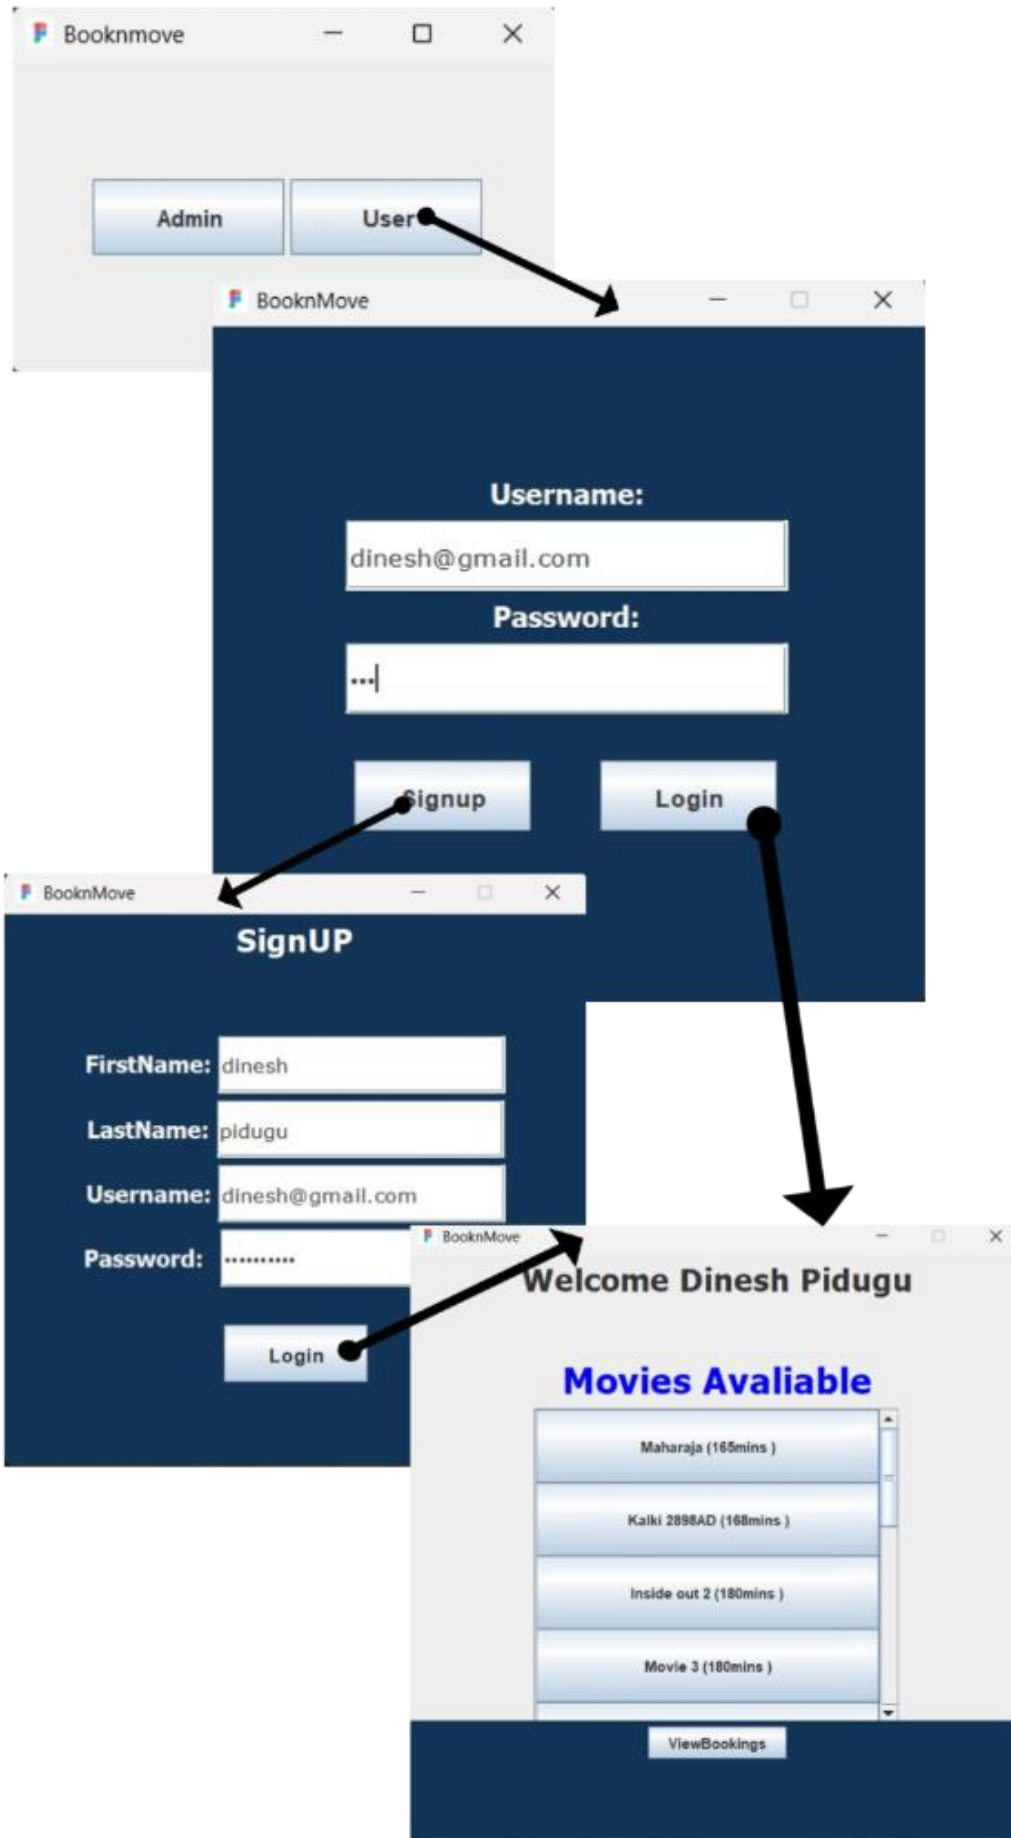 Booknmove
Admin User
BooknMove
Username:
dinesh@gmail.com
Password:
•••
Signup Login
BooknMove
SignUP
FirstName: dinesh
LastName: pidugu
Username: dinesh@gmail.com
Password: ••••••••••
Login
BooknMove
Welcome Dinesh Pidugu
Movies Avaliable
Maharaja (165mins )
Kalki 2898AD (168mins )
Inside out 2 (180mins )
Movie 3 (180mins )
ViewBookings